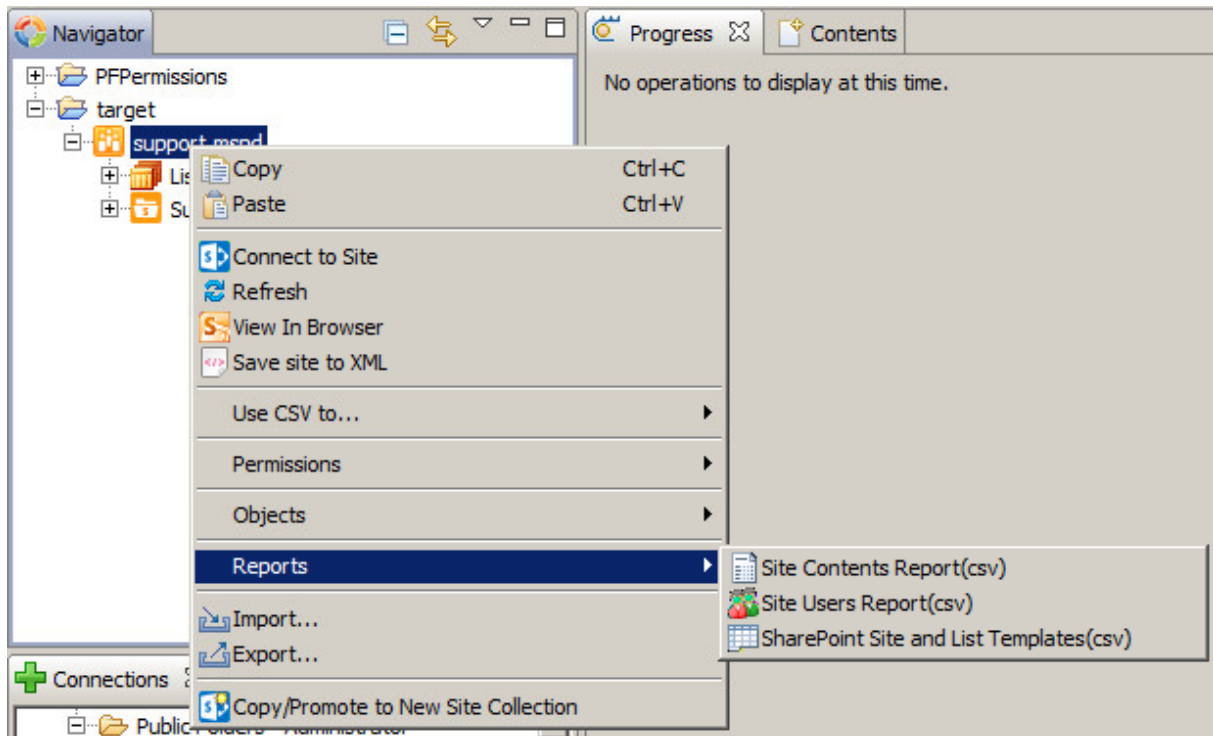 Navigator
PFPermissions
target
support.mspd
Progress
Contents
No operations to display at this time.
Copy Ctrl+C
Paste Ctrl+V
Connect to Site
Refresh
View In Browser
Save site to XML
Use CSV to...
Permissions
Objects
Reports
Site Contents Report(csv)
Site Users Report(csv)
SharePoint Site and List Templates(csv)
Import...
Export...
Copy/Promote to New Site Collection
Connections
Public Folders - Administrator